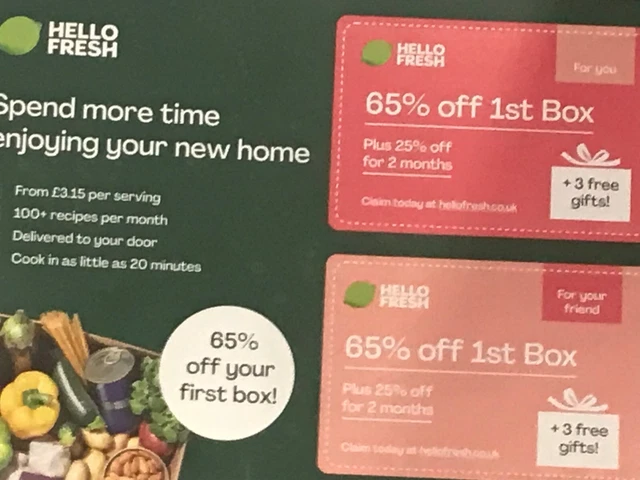 HELLO
FRESH
Spend more time
enjoying your new home
From £3.15 per serving
100+ recipes per month
Delivered to your door
Cook in as little as 20 minutes
65%
off your
first box!
HELLO
FRESH
For you
65% off 1st Box
Plus 25% off
for 2 months
+ 3 free
gifts!
Claim today at hellofresh.co.uk
HELLO
FRESH
For your
friend
65% off 1st Box
Plus 25% off
for 2 months
+ 3 free
gifts!
Claim today at hellofresh.co.uk